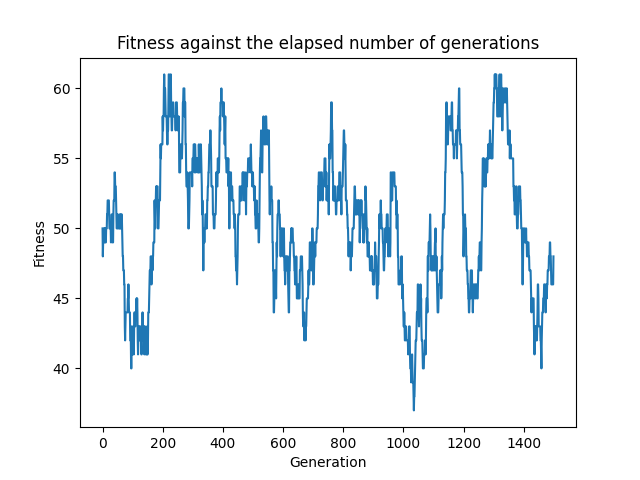 Fitness against the elapsed number of generations
60
55
50
45
40
Fitness
0 200 400 600 800 1000 1200 1400
Generation